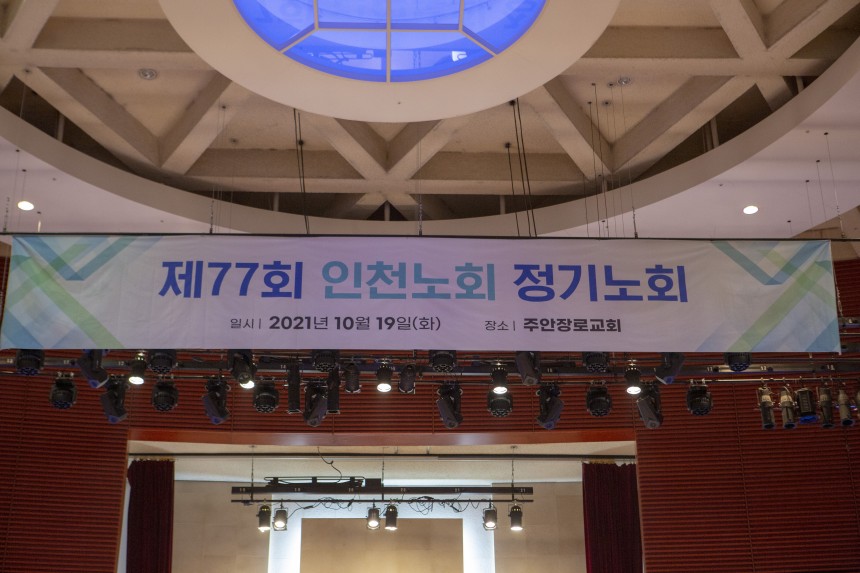 제77회 인천노회 정기노회
일시 | 2021년 10월 19일(화) 장소 | 주안장로교회